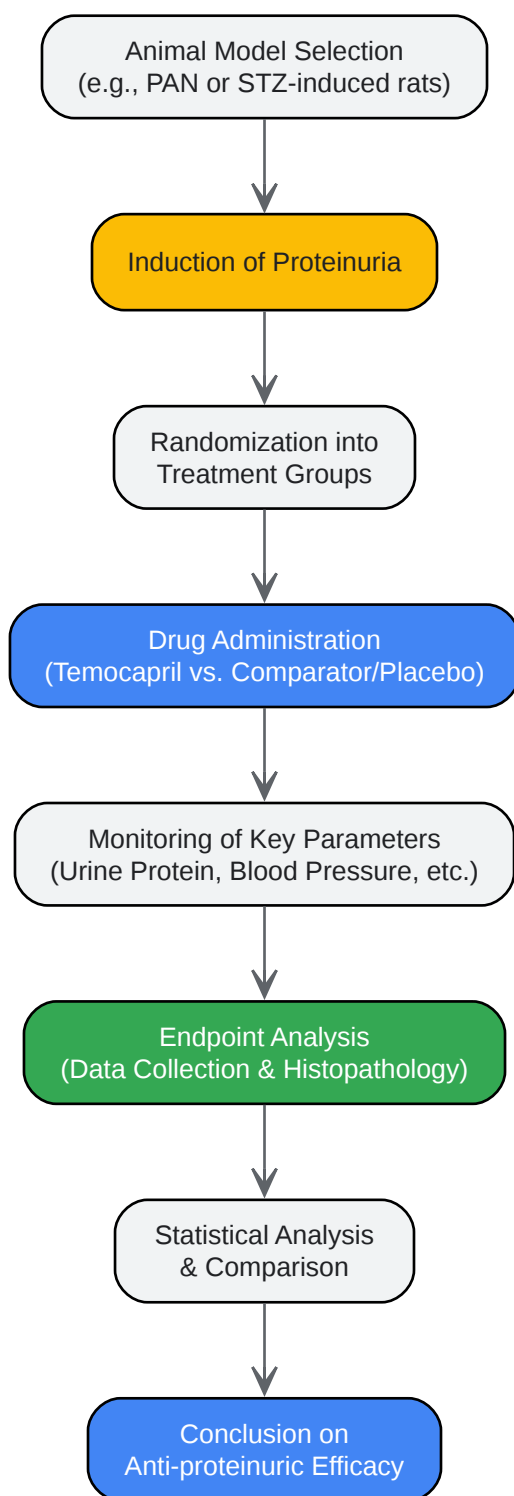 Animal Model Selection
(e.g., PAN or STZ-induced rats)
Induction of Proteinuria
Randomization into
Treatment Groups
Drug Administration
(Temocapril vs. Comparator/Placebo)
Monitoring of Key Parameters
(Urine Protein, Blood Pressure, etc.)
Endpoint Analysis
(Data Collection & Histopathology)
Statistical Analysis
& Comparison
Conclusion on
Anti-proteinuric Efficacy